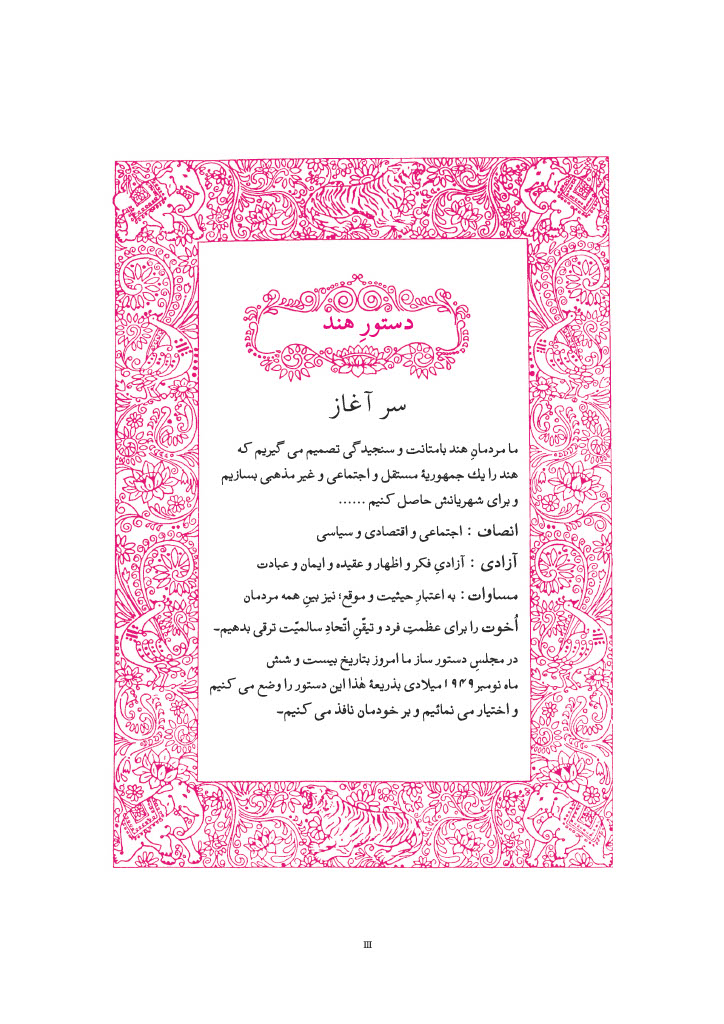 دستورِ هند
سر آغاز
ما مردمانِ هند بامتانت و سنجیدگی تصمیم می گیریم که
هند را یك جمهوریۂ مستقل و اجتماعی و غیر مذهبی بسازیم
و برای شهریانش حاصل کنیم ......
انصاف : اجتماعی و اقتصادی و سیاسی
آزادی : آزادیِ فکر و اظهار و عقیده و ایمان و عبادت
مساوات : به اعتبارِ حیثیت و موقع؛ نیز بینِ همه مردمان
اُخوت را برای عظمتِ فرد و تیقّنِ اتّحادِ سالمیّت ترقی بدهیم۔
در مجلسِ دستور ساز ما امروز بتاریخ بیست و شش
ماه نومبر ۱۹۴۹ میلادی بذریعۂ هٰذا این دستور را وضع می کنیم
و اختیار می نمائیم و بر خودمان نافذ می کنیم۔
III